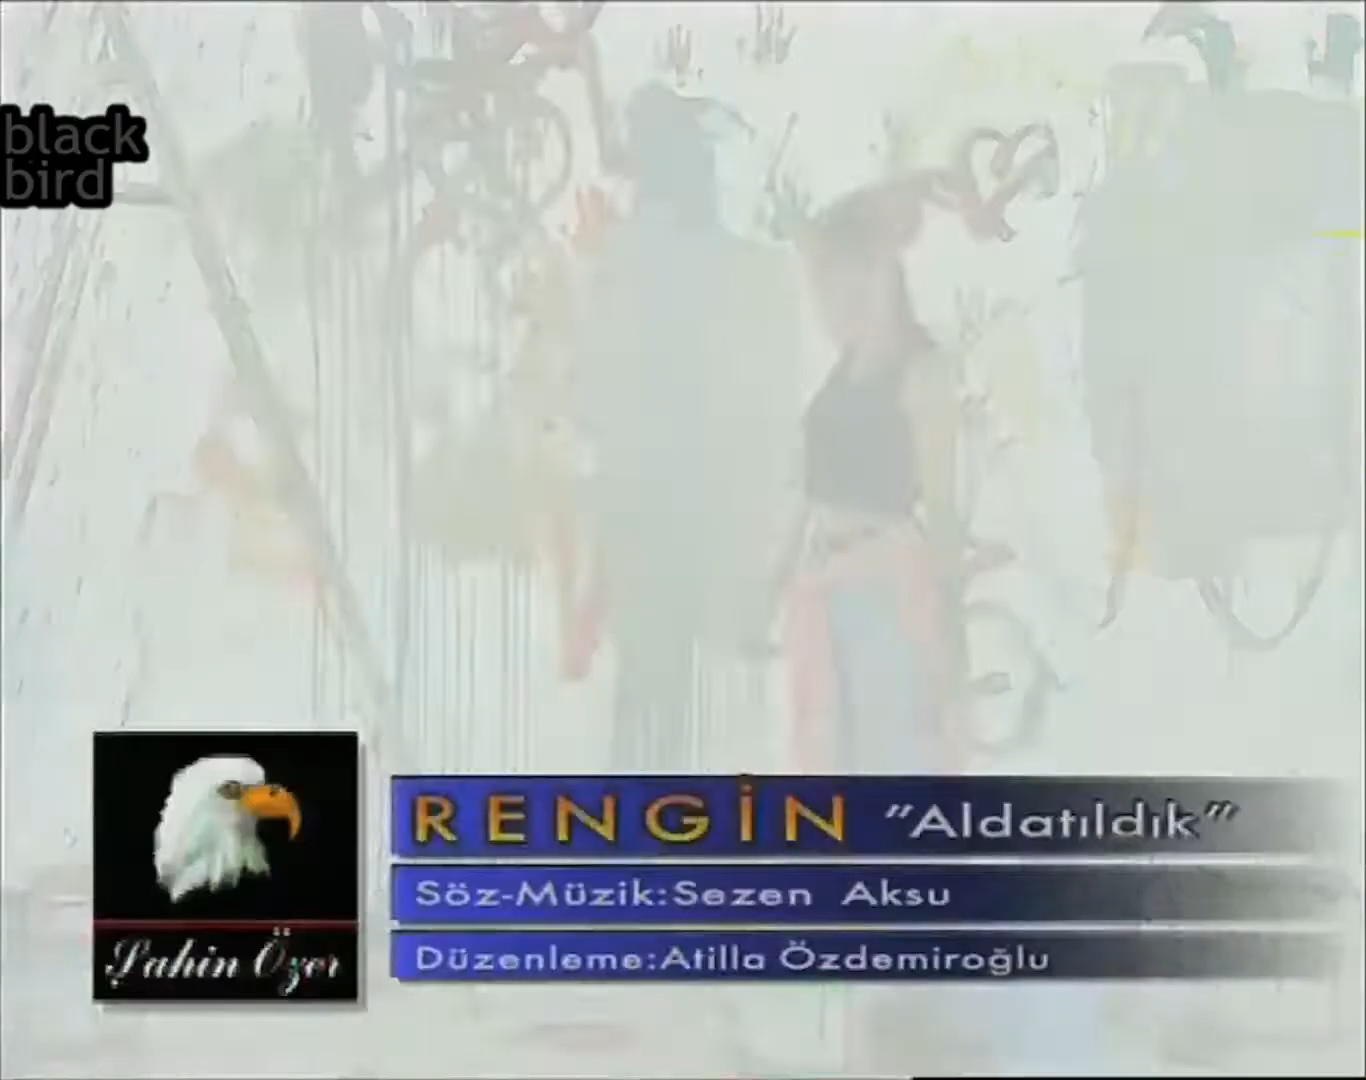 black
bird
RENGİN "Aldatıldık"
Söz-Müzik:Sezen Aksu
Düzenleme:Atilla Özdemiroğlu
Şahin Özer